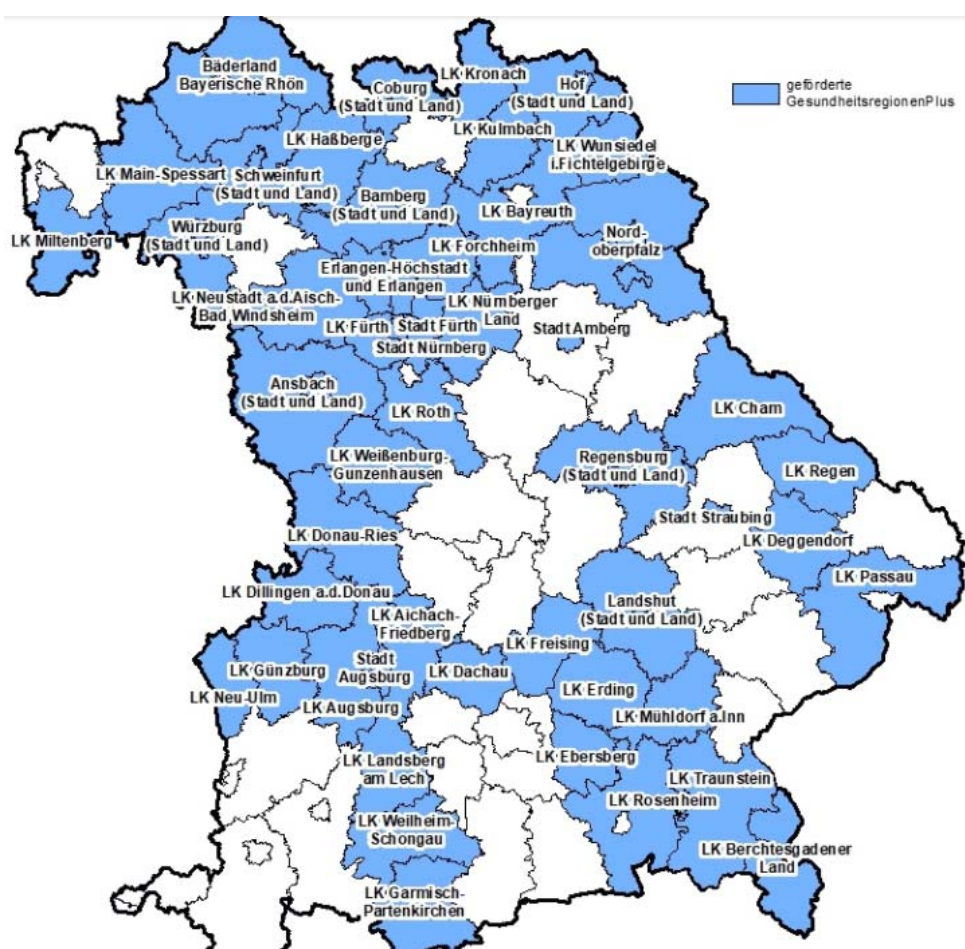 Bäderland
Bayerische Rhön
LK Kronach
Coburg
(Stadt und Land)
Hof
(Stadt und Land)
geförderte
GesundheitsregionenPlus
LK Haßberge
LK Kulmbach
LK Wunsiedel
i.Fichtelgebirge
LK Main-Spessart
Schweinfurt
(Stadt und Land)
Bamberg
(Stadt und Land)
LK Bayreuth
LK Miltenberg
Würzburg
(Stadt und Land)
LK Forchheim
Nord-
oberpfalz
Erlangen-Höchstadt
und Erlangen
LK Neustadt a.d.Aisch-
Bad Windsheim
LK Nürnberger
Land
LK Fürth
Stadt Fürth
Stadt Amberg
Stadt Nürnberg
Ansbach
(Stadt und Land)
LK Roth
LK Cham
LK Weißenburg-
Gunzenhausen
Regensburg
(Stadt und Land)
LK Regen
Stadt Straubing
LK Donau-Ries
LK Deggendorf
LK Passau
LK Dillingen a.d.Donau
LK Aichach-
Friedberg
Landshut
(Stadt und Land)
LK Freising
LK Günzburg
Stadt
Augsburg
LK Dachau
LK Erding
LK Neu-Ulm
LK Augsburg
LK Mühldorf a.Inn
LK Landsberg
am Lech
LK Ebersberg
LK Traunstein
LK Rosenheim
LK Weilheim-
Schongau
LK Berchtesgadener
Land
LK Garmisch-
Partenkirchen